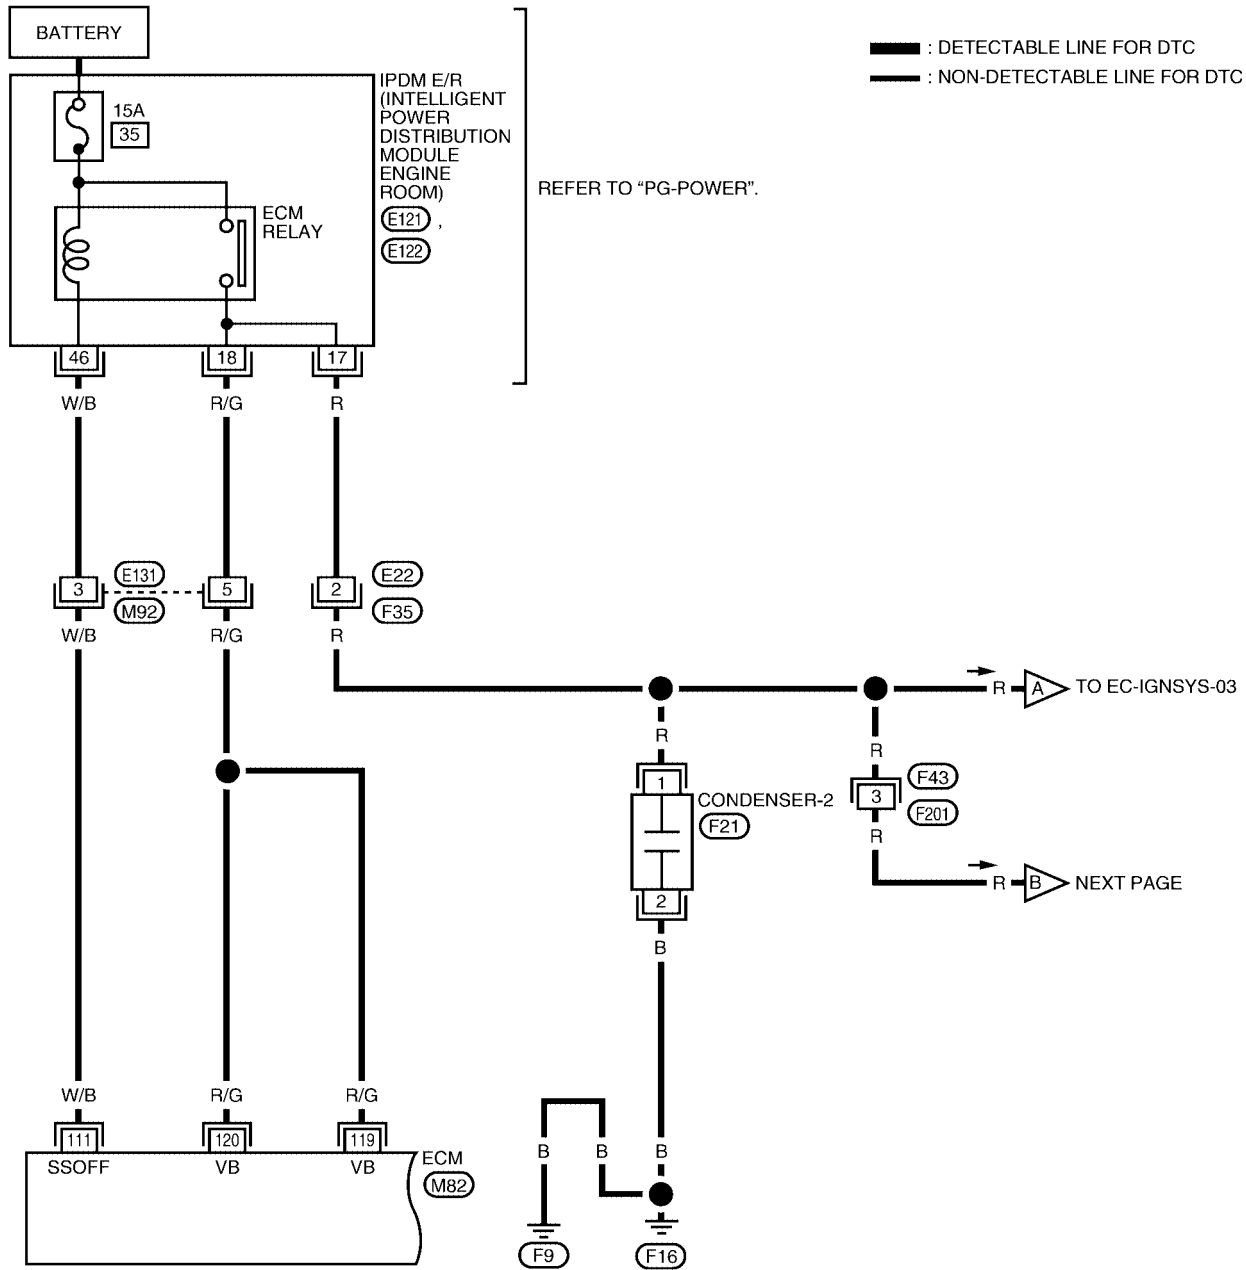 BATTERY
: DETECTABLE LINE FOR DTC
: NON-DETECTABLE LINE FOR DTC
IPDM E/R
(INTELLIGENT
POWER
DISTRIBUTION
MODULE
ENGINE
ROOM)
E121 ,
E122
15A
35
REFER TO “PG-POWER”.
ECM
RELAY
46
18
17
W/B
R/G
R
3
E131
M92
5
2
E22
F35
W/B
R/G
R
R
A
TO EC-IGNSYS-03
R
R
1
CONDENSER-2
F21
2
3
F43
F201
R
R
B
NEXT PAGE
B
W/B
R/G
R/G
111
120
119
SSOFF
VB
VB
ECM
M82
B
B
B
F9
F16